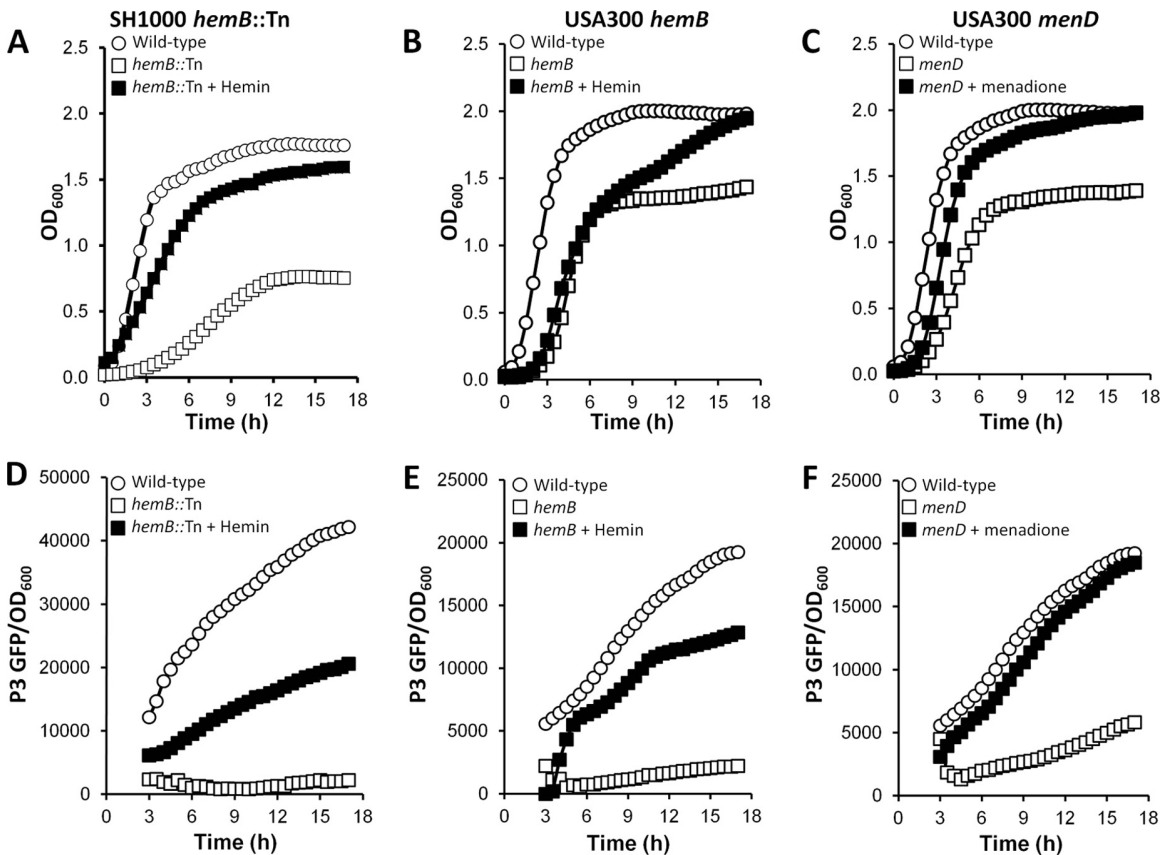 SH1000 hemB::Tn
A
Wild-type
hemB::Tn
hemB::Tn + Hemin
2.5
2.0
1.5
1.0
0.5
0.0
OD600
0 3 6 9 12 15 18
Time (h)
USA300 hemB
B
Wild-type
hemB
hemB + Hemin
2.5
2.0
1.5
1.0
0.5
0.0
OD600
0 3 6 9 12 15 18
Time (h)
USA300 menD
C
Wild-type
menD
menD + menadione
2.5
2.0
1.5
1.0
0.5
0.0
OD600
0 3 6 9 12 15 18
Time (h)
D
Wild-type
hemB::Tn
hemB::Tn + Hemin
50000
40000
30000
20000
10000
0
P3 GFP/OD600
0 3 6 9 12 15 18
Time (h)
E
Wild-type
hemB
hemB + Hemin
25000
20000
15000
10000
5000
0
P3 GFP/OD600
0 3 6 9 12 15 18
Time (h)
F
Wild-type
menD
menD + menadione
25000
20000
15000
10000
5000
0
P3 GFP/OD600
0 3 6 9 12 15 18
Time (h)